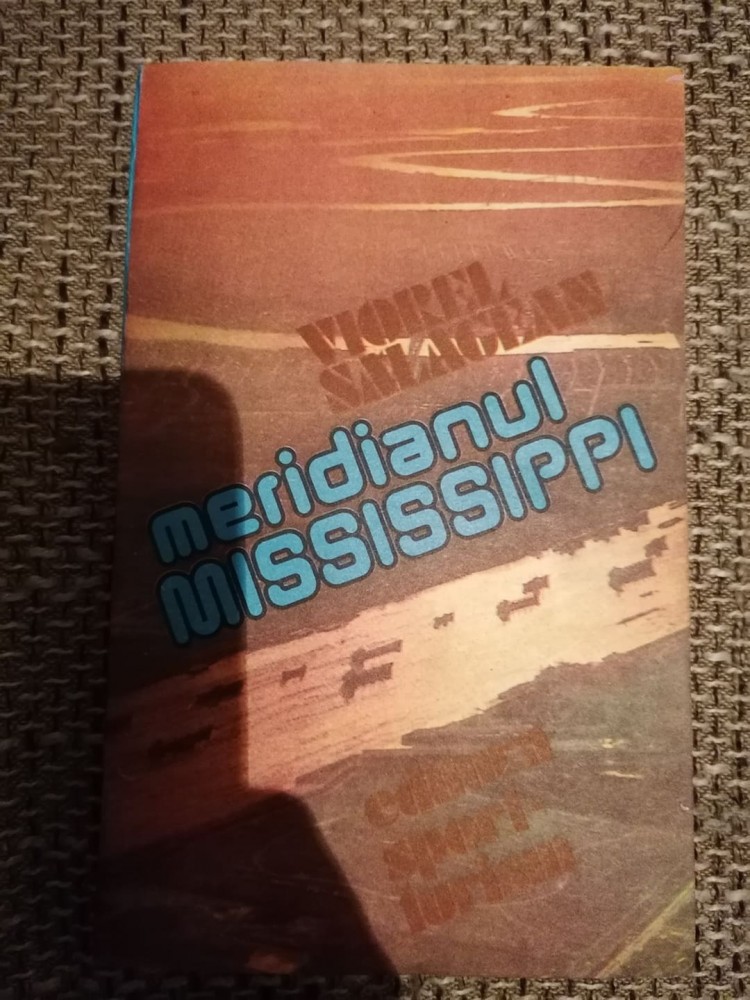 VIOREL
SĂLĂGEAN
meridianul
MISSISSIPPI
editura
sport-
turism